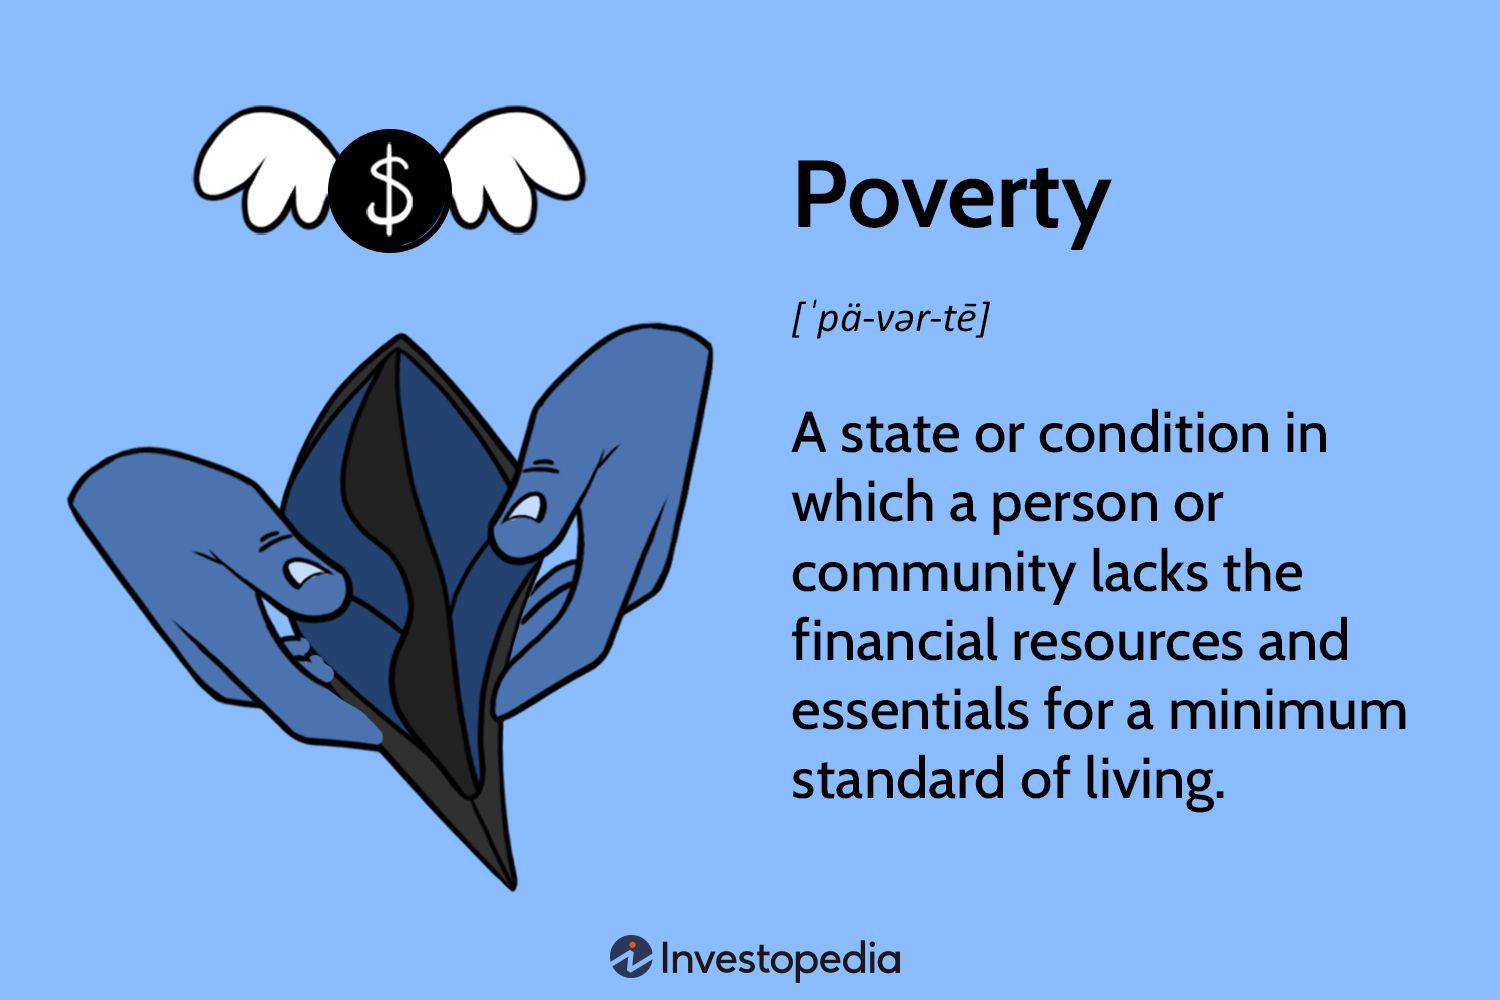 $
Poverty
[ˈpä-vər-tē]
A state or condition in
which a person or
community lacks the
financial resources and
essentials for a minimum
standard of living.
Investopedia